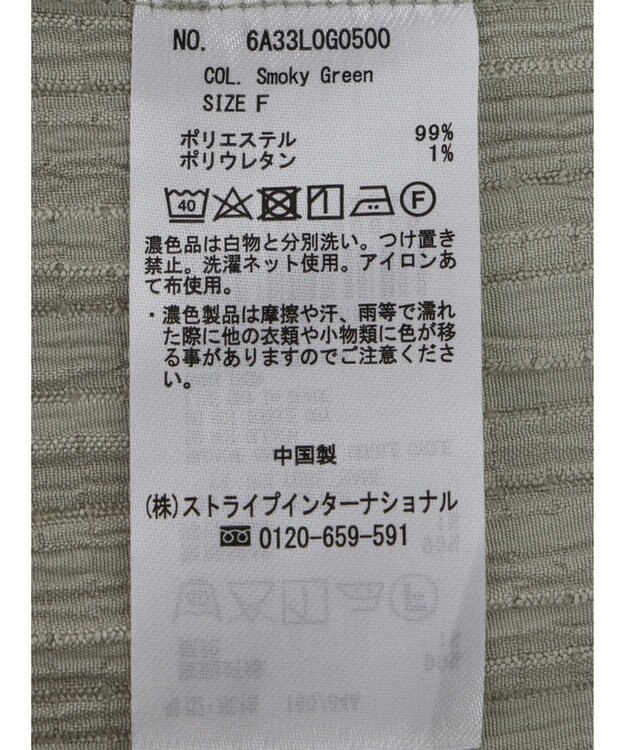 NO. 6A33L0G0500
COL. Smoky Green
SIZE F
ポリエステル 99%
ポリウレタン 1%
40 F
濃色品は白物と分別洗い。つけ置き
禁止。洗濯ネット使用。アイロンあ
て布使用。
・濃色製品は摩擦や汗、雨等で濡れ
た際に他の衣類や小物類に色が移
る事がありますのでご注意くださ
い。
中国製
(株)ストライプインターナショナル
0120-659-591